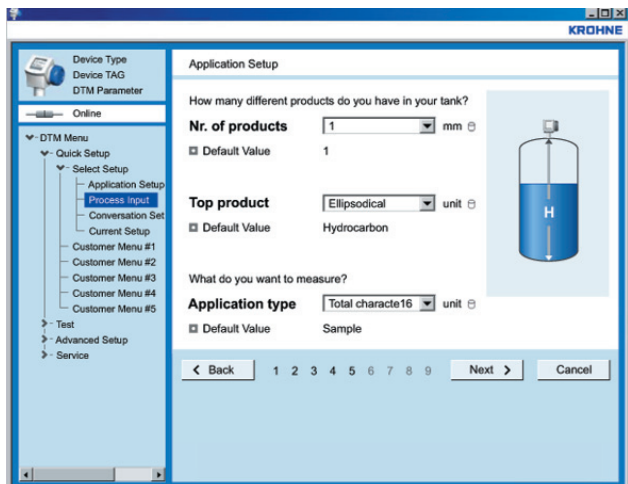 KROHNE
Device Type
Device TAG
DTM Parameter
Online
DTM Menu
Quick Setup
Select Setup
Application Setup
Process Input
Conversation Set
Current Setup
Customer Menu #1
Customer Menu #2
Customer Menu #3
Customer Menu #4
Customer Menu #5
Test
Advanced Setup
Service
Application Setup
How many different products do you have in your tank?
Nr. of products 1 mm
Default Value 1
Top product Ellipsodical unit
Default Value Hydrocarbon
What do you want to measure?
Application type Total characte16 unit
Default Value Sample
H
< Back 1 2 3 4 5 6 7 8 9 Next > Cancel